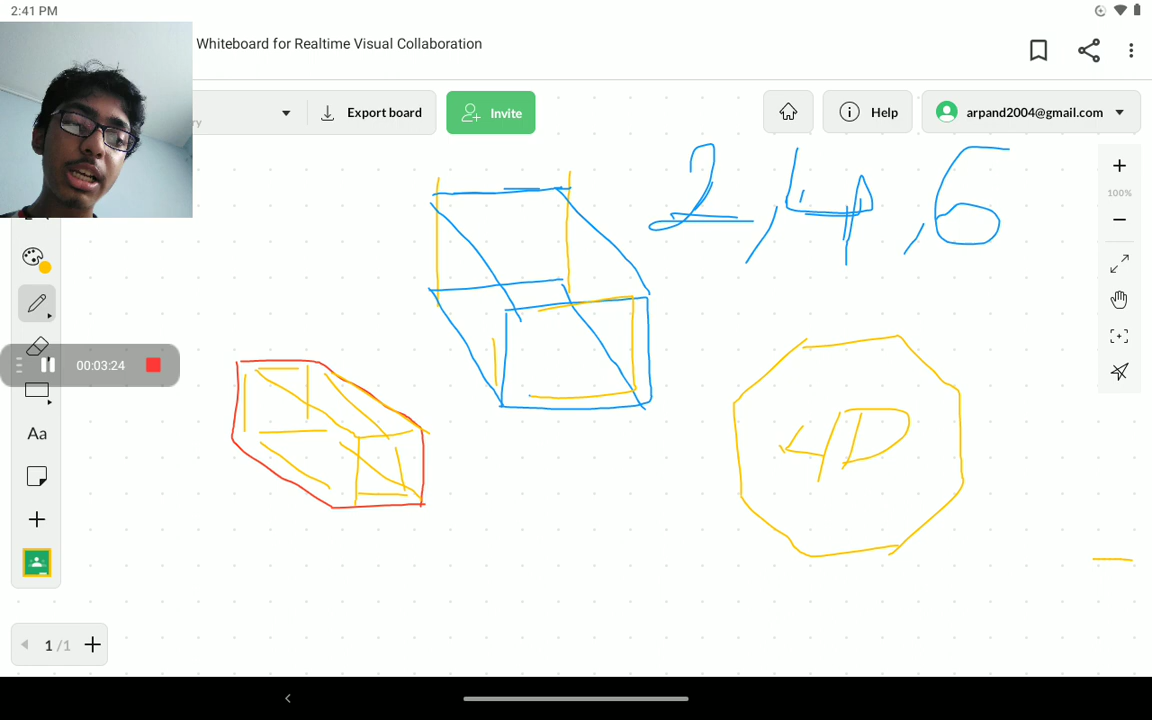 2:41 PM
Whiteboard for Realtime Visual Collaboration
Export board
Invite
Help
arpand2004@gmail.com
2, 4, 6
100%
00:03:24
Aa
4D
1/1